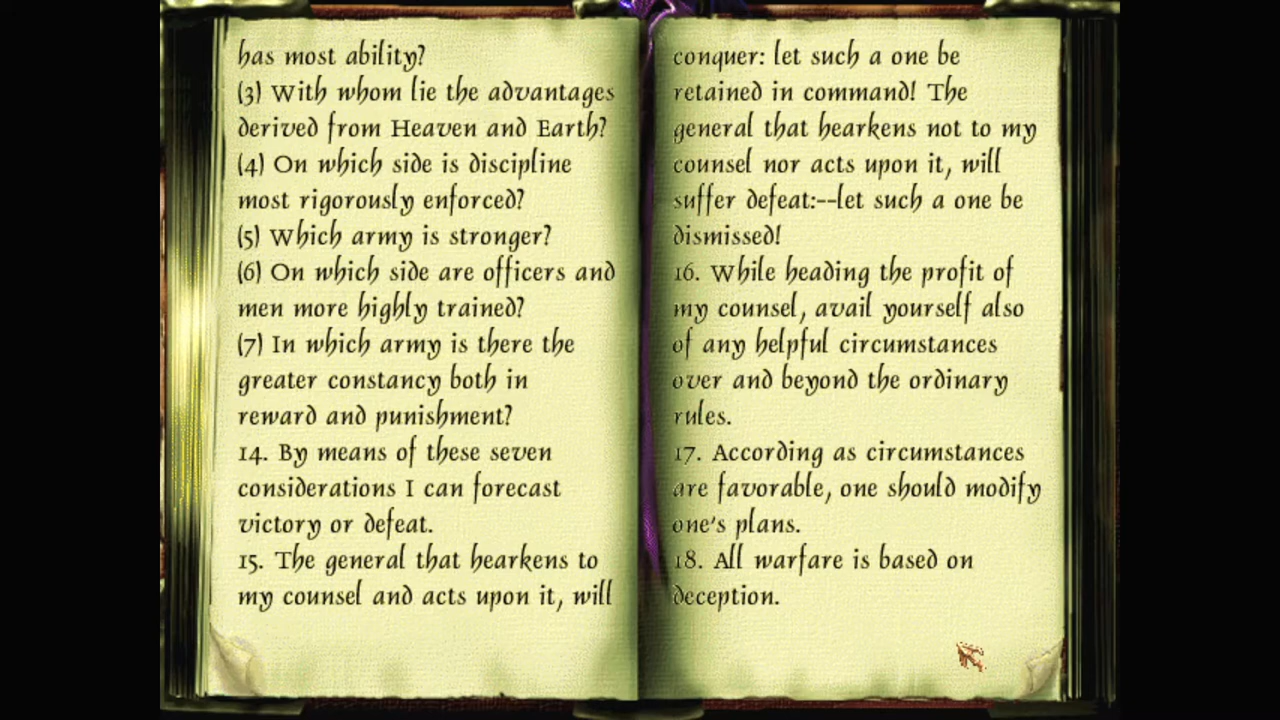 has most ability?
(3) With whom lie the advantages
derived from Heaven and Earth?
(4) On which side is discipline
most rigorously enforced?
(5) Which army is stronger?
(6) On which side are officers and
men more highly trained?
(7) In which army is there the
greater constancy both in
reward and punishment?
14. By means of these seven
considerations I can forecast
victory or defeat.
15. The general that hearkens to
my counsel and acts upon it, will
conquer: let such a one be
retained in command! The
general that hearkens not to my
counsel nor acts upon it, will
suffer defeat:--let such a one be
dismissed!
16. While heading the profit of
my counsel, avail yourself also
of any helpful circumstances
over and beyond the ordinary
rules.
17. According as circumstances
are favorable, one should modify
one's plans.
18. All warfare is based on
deception.